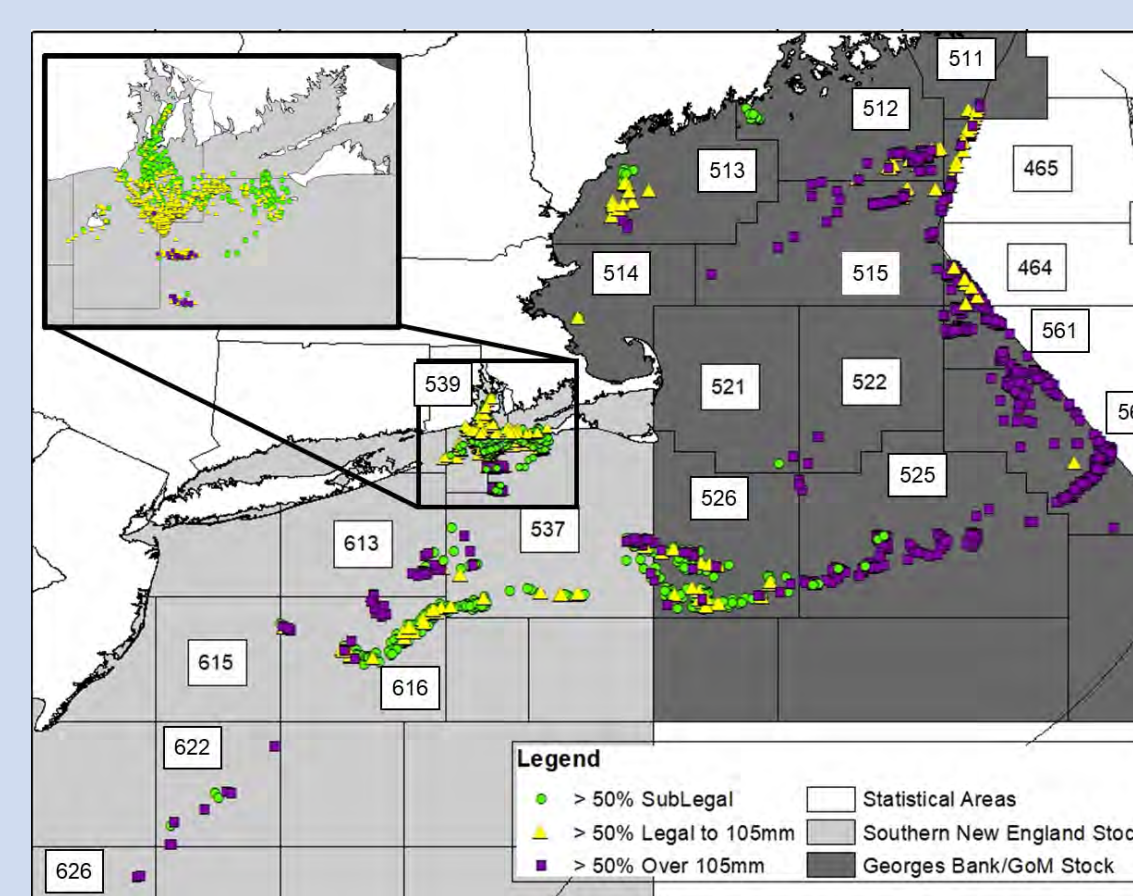 511
512
513
465
514
515
464
561
539
521
522
526
525
613
537
615
616
622
626
Legend
> 50% SubLegal
> 50% Legal to 105mm
> 50% Over 105mm
Statistical Areas
Southern New England Stoc
Georges Bank/GoM Stock